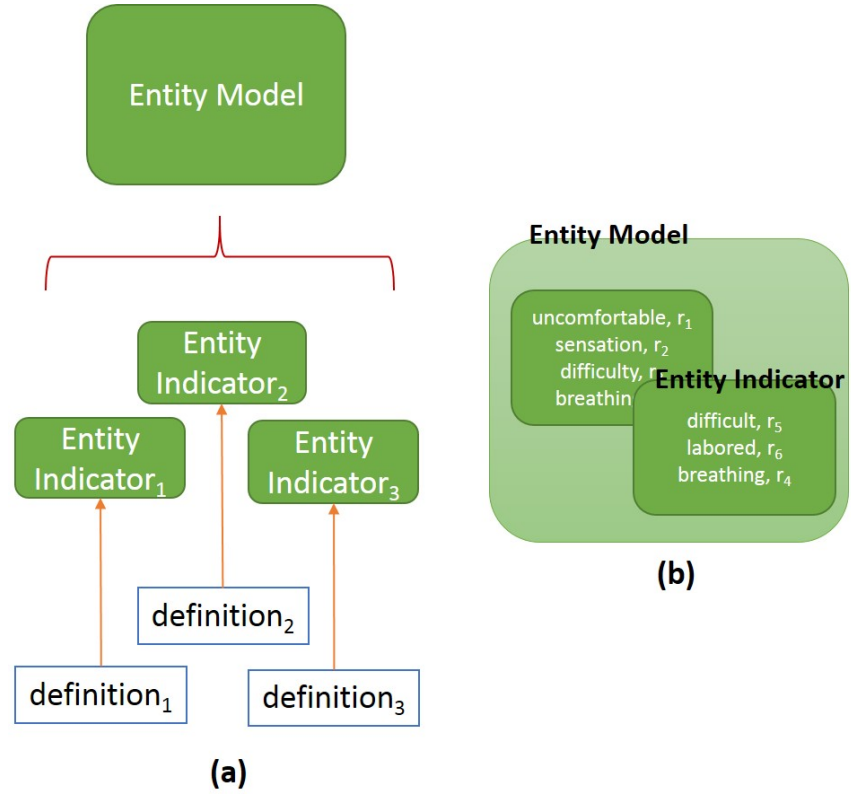 Entity Model
Entity
Indicator₂
Entity
Indicator₁
Entity
Indicator₃
definition₂
definition₁
definition₃
(a)
Entity Model
uncomfortable, r₁
sensation, r₂
difficulty, r
breathing
Entity Indicator
difficult, r₅
labored, r₆
breathing, r₄
(b)